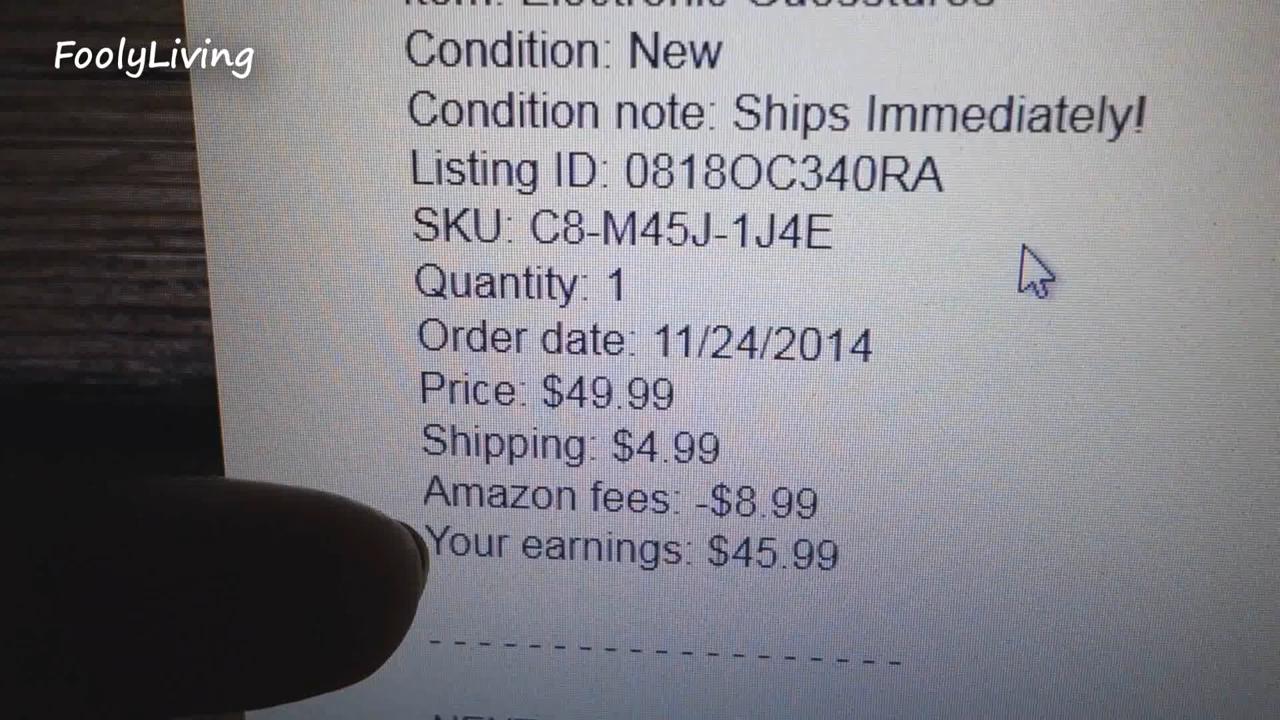 FoolyLiving
Condition: New
Condition note: Ships Immediately!
Listing ID: 0818OC340RA
SKU: C8-M45J-1J4E
Quantity: 1
Order date: 11/24/2014
Price: $49.99
Shipping: $4.99
Amazon fees: -$8.99
Your earnings: $45.99
- - - - - - - - - - - - - - - - - - -